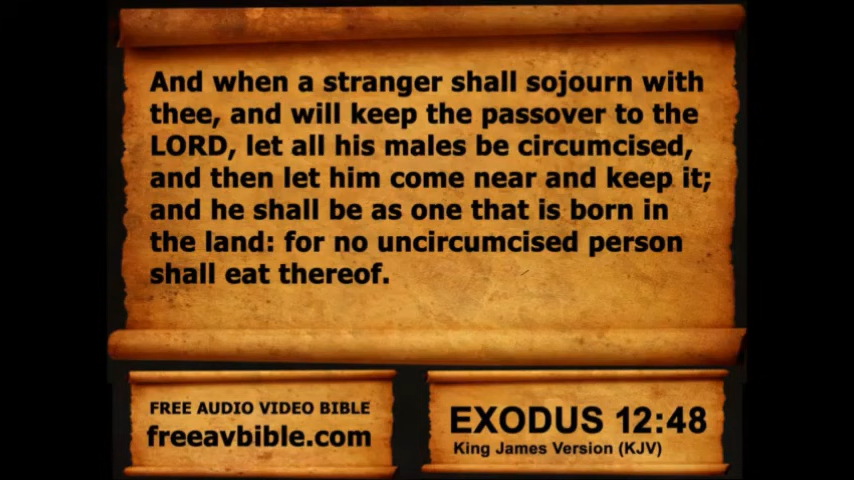 And when a stranger shall sojourn with
thee, and will keep the passover to the
LORD, let all his males be circumcised,
and then let him come near and keep it;
and he shall be as one that is born in
the land: for no uncircumcised person
shall eat thereof.
FREE AUDIO VIDEO BIBLE
freeavbible.com
EXODUS 12:48
King James Version (KJV)